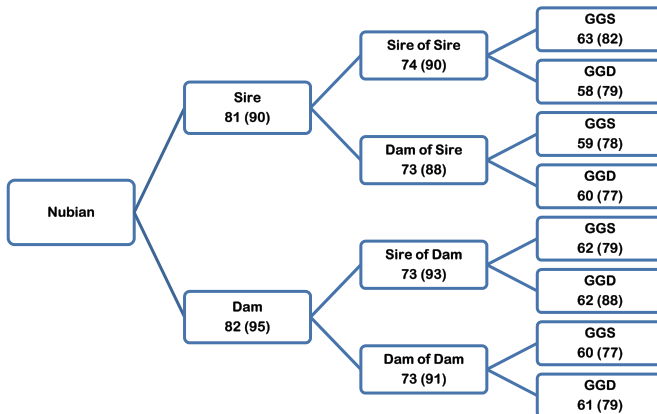 GGS
63 (82)
Sire of Sire
74 (90)
GGD
58 (79)
Sire
81 (90)
GGS
59 (78)
Dam of Sire
73 (88)
GGD
60 (77)
Nubian
GGS
62 (79)
Sire of Dam
73 (93)
GGD
62 (88)
Dam
82 (95)
GGS
60 (77)
Dam of Dam
73 (91)
GGD
61 (79)